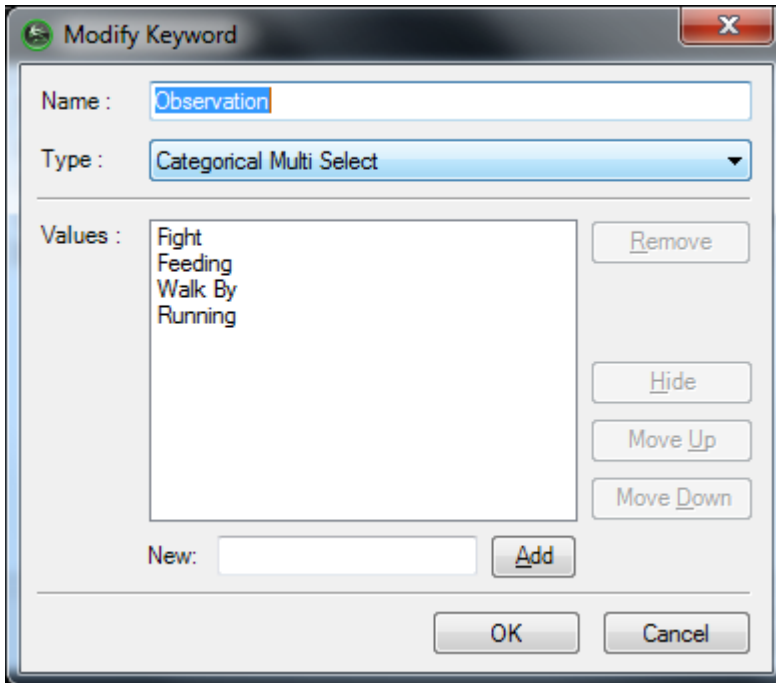 Modify Keyword
Name : Observation
Type : Categorical Multi Select
Values :
Fight
Feeding
Walk By
Running
Remove
Hide
Move Up
Move Down
New: Add
OK Cancel